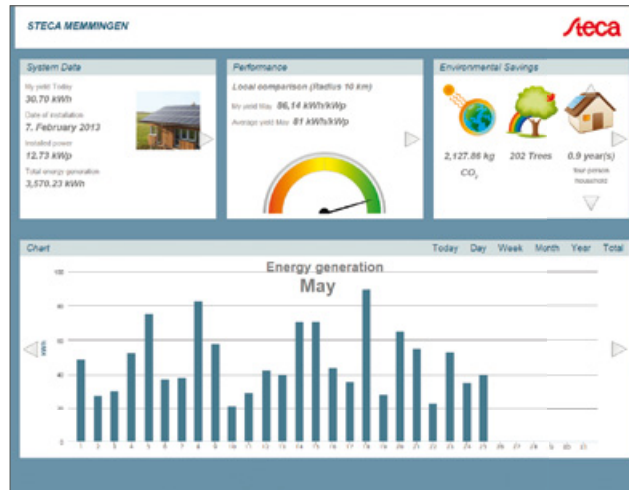 STECA MEMMINGEN
Steca
System Data
My yield Today
30.70 kWh
Date of installation
7. February 2013
Installed power
12.73 kWp
Total energy generation
3,570.23 kWh
Performance
Local comparison (Radius 10 km)
My yield May 86,14 kWh/kWp
Average yield May 81 kWh/kWp
Environmental Savings
2,127.86 kg
CO2
202 Trees
0.9 year(s)
four person
household
Chart
Today Day Week Month Year Total
Energy generation
May
kWh
100
80
60
40
20
0
1 2 3 4 5 6 7 8 9 10 11 12 13 14 15 16 17 18 19 20 21 22 23 24 25 26 27 28 29 30 31